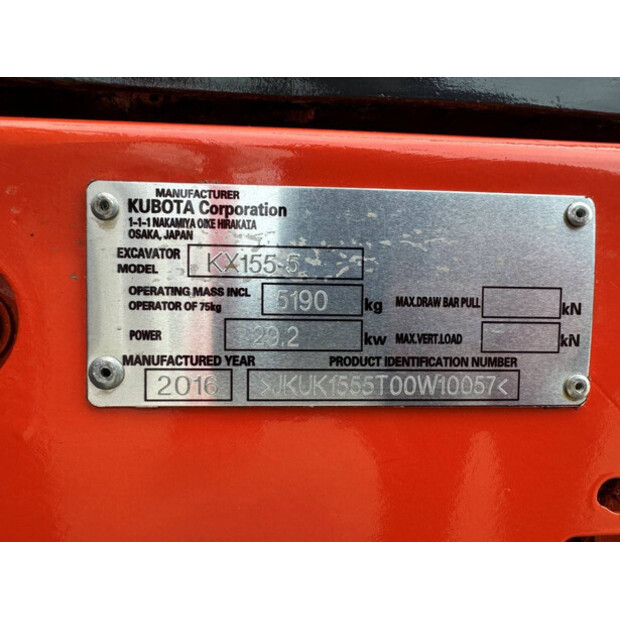 MANUFACTURER
KUBOTA Corporation
1-1-1 NAKAMIYA OIKE HIRAKATA
OSAKA, JAPAN
EXCAVATOR MODEL KX155-5
OPERATING MASS INCL OPERATOR OF 75kg 5190 kg MAX.DRAW BAR PULL kN
POWER 29.2 kw MAX.VERT.LOAD kN
MANUFACTURED YEAR PRODUCT IDENTIFICATION NUMBER
2016 >JKUK1555T00W10057<